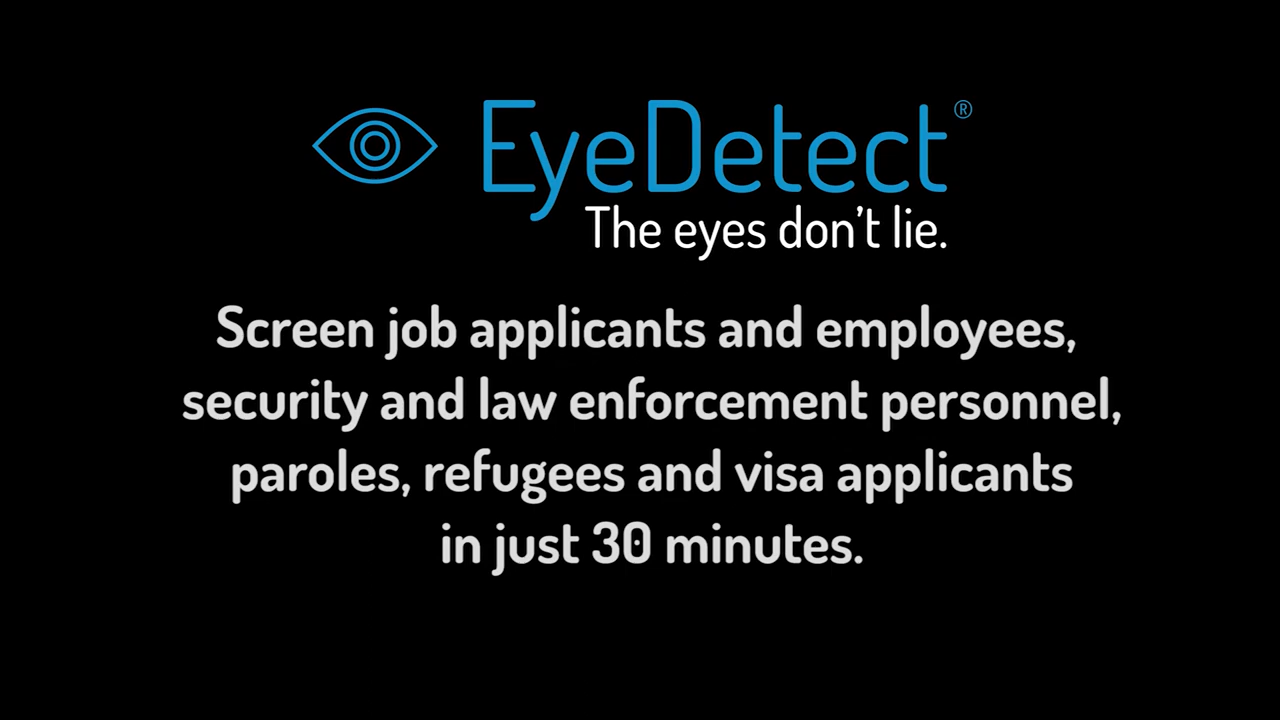 EyeDetect®
The eyes don't lie.
Screen job applicants and employees,
security and law enforcement personnel,
paroles, refugees and visa applicants
in just 30 minutes.